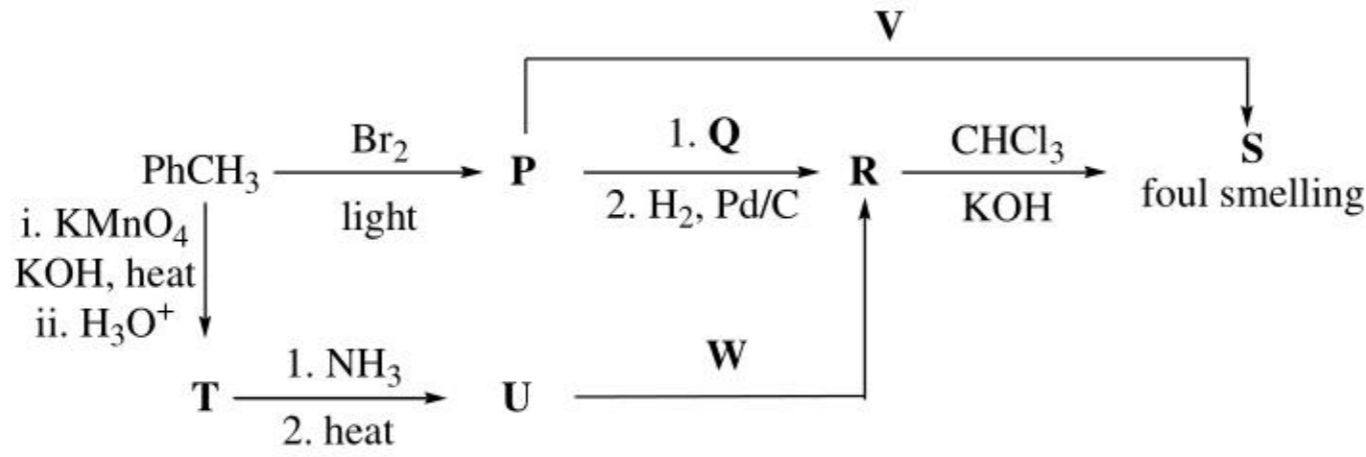 V
Br₂
1. Q
CHCl₃
S
PhCH₃
P
R
light
2. H₂, Pd/C
KOH
foul smelling
i. KMnO₄
KOH, heat
ii. H₃O⁺
1. NH₃
W
T
U
2. heat